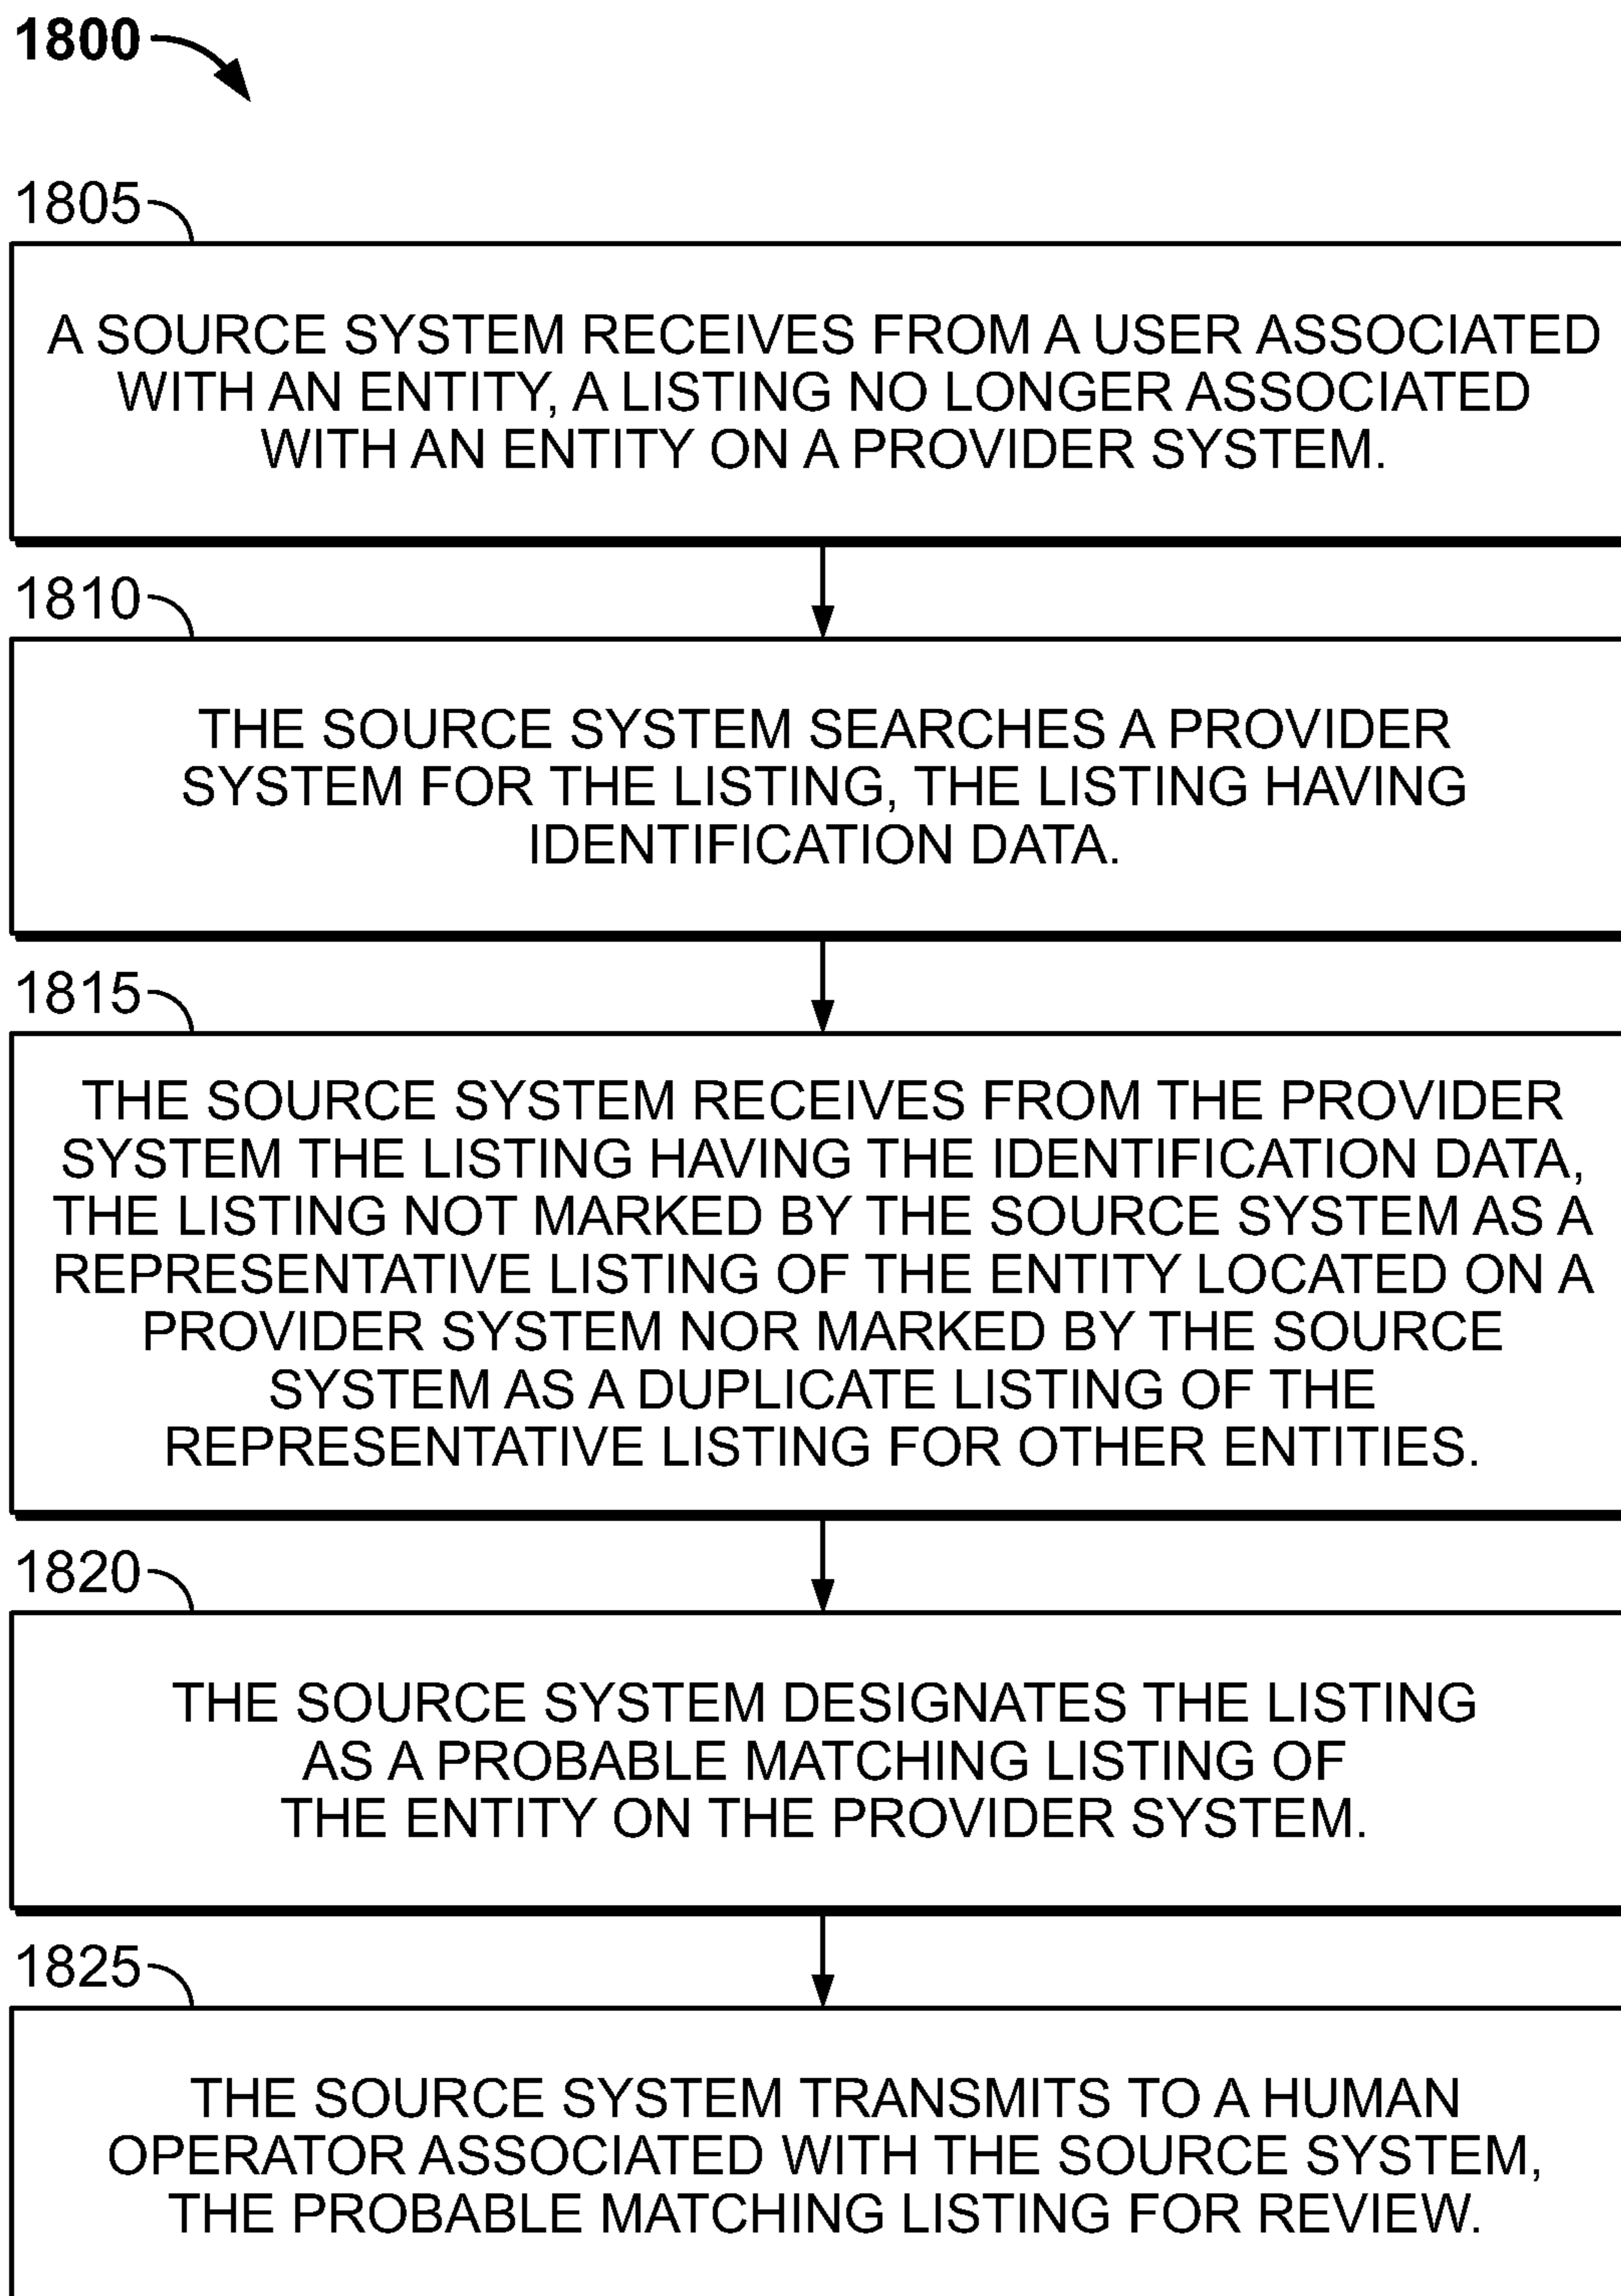 1800
1805
A SOURCE SYSTEM RECEIVES FROM A USER ASSOCIATED
WITH AN ENTITY, A LISTING NO LONGER ASSOCIATED
WITH AN ENTITY ON A PROVIDER SYSTEM.
1810
THE SOURCE SYSTEM SEARCHES A PROVIDER
SYSTEM FOR THE LISTING, THE LISTING HAVING
IDENTIFICATION DATA.
1815
THE SOURCE SYSTEM RECEIVES FROM THE PROVIDER
SYSTEM THE LISTING HAVING THE IDENTIFICATION DATA,
THE LISTING NOT MARKED BY THE SOURCE SYSTEM AS A
REPRESENTATIVE LISTING OF THE ENTITY LOCATED ON A
PROVIDER SYSTEM NOR MARKED BY THE SOURCE
SYSTEM AS A DUPLICATE LISTING OF THE
REPRESENTATIVE LISTING FOR OTHER ENTITIES.
1820
THE SOURCE SYSTEM DESIGNATES THE LISTING
AS A PROBABLE MATCHING LISTING OF
THE ENTITY ON THE PROVIDER SYSTEM.
1825
THE SOURCE SYSTEM TRANSMITS TO A HUMAN
OPERATOR ASSOCIATED WITH THE SOURCE SYSTEM,
THE PROBABLE MATCHING LISTING FOR REVIEW.